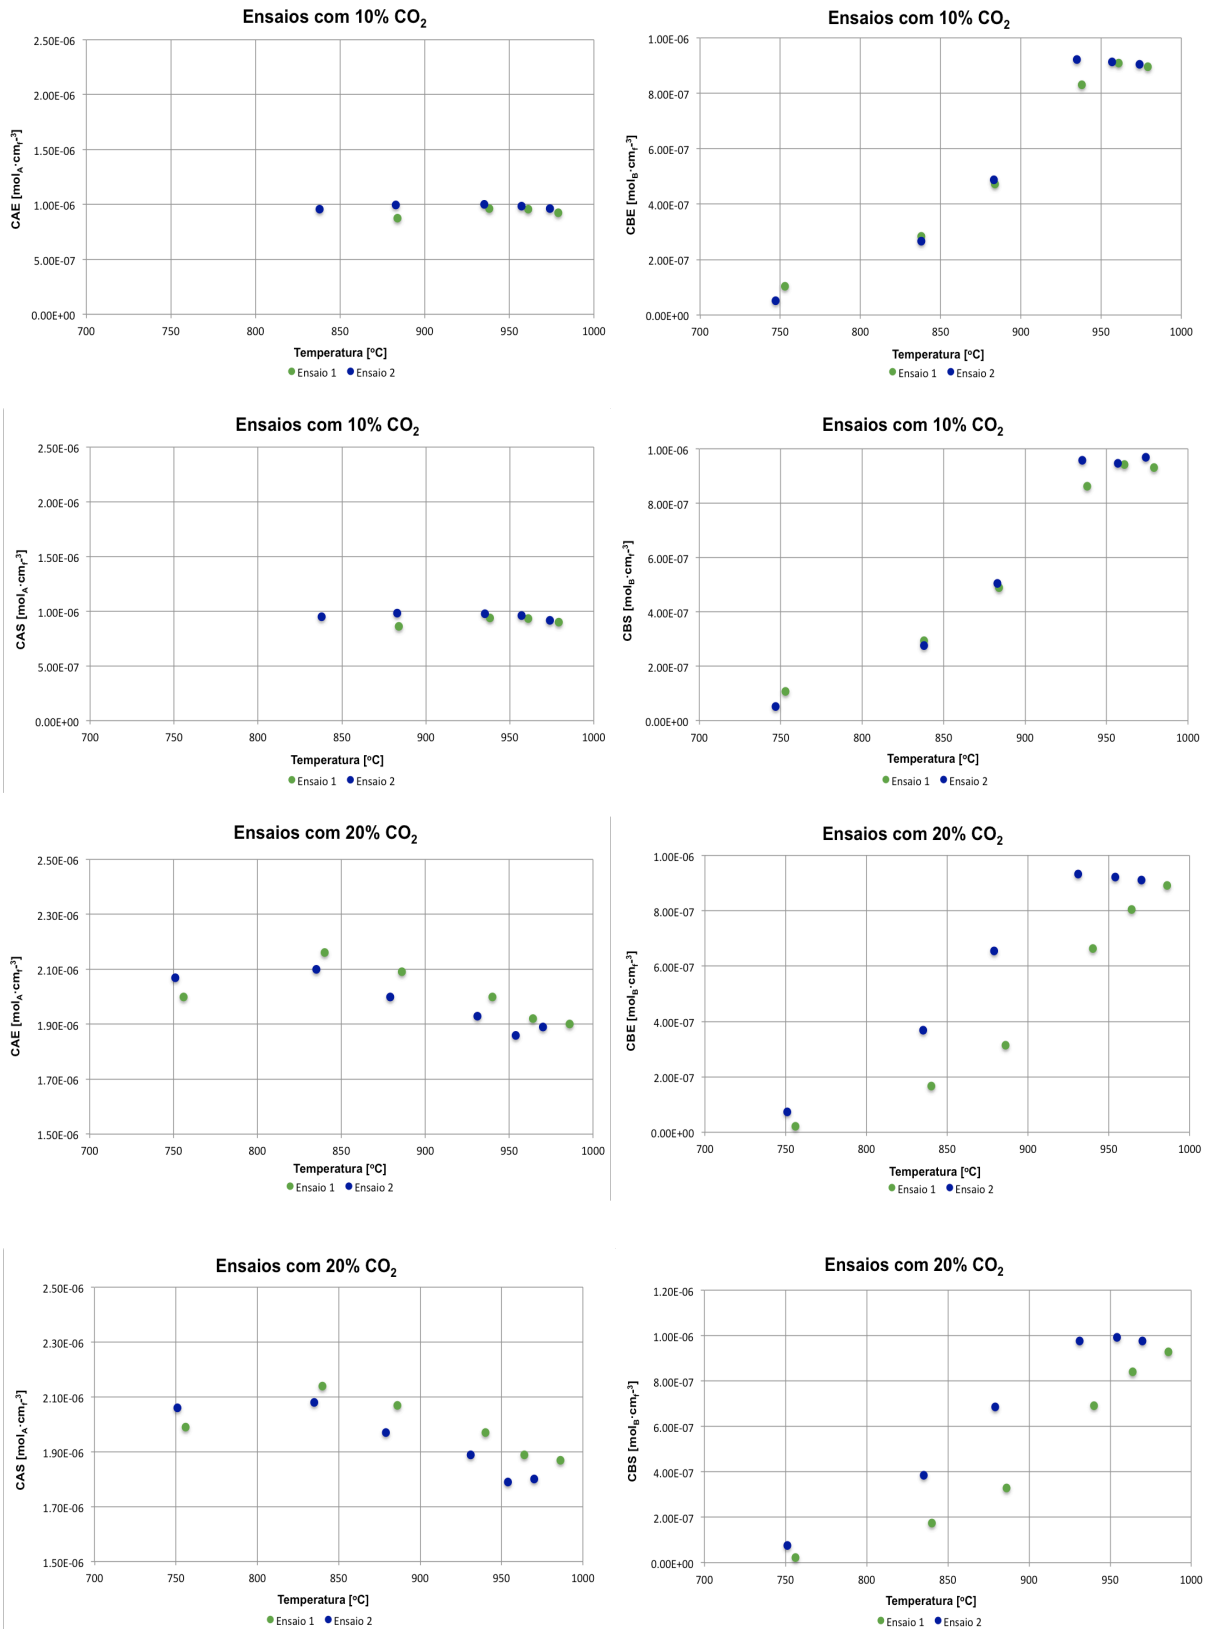 Ensaios com 10% CO2
2.50E-06
2.00E-06
1.50E-06
1.00E-06
5.00E-07
0.00E+00
CAE [molA·cmf-3]
700 750 800 850 900 950 1000
Temperatura [ºC]
Ensaio 1 Ensaio 2
Ensaios com 10% CO2
1.00E-06
8.00E-07
6.00E-07
4.00E-07
2.00E-07
0.00E+00
CBE [molB·cmf-3]
700 750 800 850 900 950 1000
Temperatura [ºC]
Ensaio 1 Ensaio 2
Ensaios com 10% CO2
2.50E-06
2.00E-06
1.50E-06
1.00E-06
5.00E-07
0.00E+00
CAS [molA·cmf-3]
700 750 800 850 900 950 1000
Temperatura [ºC]
Ensaio 1 Ensaio 2
Ensaios com 10% CO2
1.00E-06
8.00E-07
6.00E-07
4.00E-07
2.00E-07
0.00E+00
CBS [molB·cmf-3]
700 750 800 850 900 950 1000
Temperatura [ºC]
Ensaio 1 Ensaio 2
Ensaios com 20% CO2
2.50E-06
2.30E-06
2.10E-06
1.90E-06
1.70E-06
1.50E-06
CAE [molA·cmf-3]
700 750 800 850 900 950 1000
Temperatura [ºC]
Ensaio 1 Ensaio 2
Ensaios com 20% CO2
1.00E-06
8.00E-07
6.00E-07
4.00E-07
2.00E-07
0.00E+00
CBE [molB·cmf-3]
700 750 800 850 900 950 1000
Temperatura [ºC]
Ensaio 1 Ensaio 2
Ensaios com 20% CO2
2.50E-06
2.30E-06
2.10E-06
1.90E-06
1.70E-06
1.50E-06
CAS [molA·cmf-3]
700 750 800 850 900 950 1000
Temperatura [ºC]
Ensaio 1 Ensaio 2
Ensaios com 20% CO2
1.20E-06
1.00E-06
8.00E-07
6.00E-07
4.00E-07
2.00E-07
0.00E+00
CBS [molB·cmf-3]
700 750 800 850 900 950 1000
Temperatura [ºC]
Ensaio 1 Ensaio 2